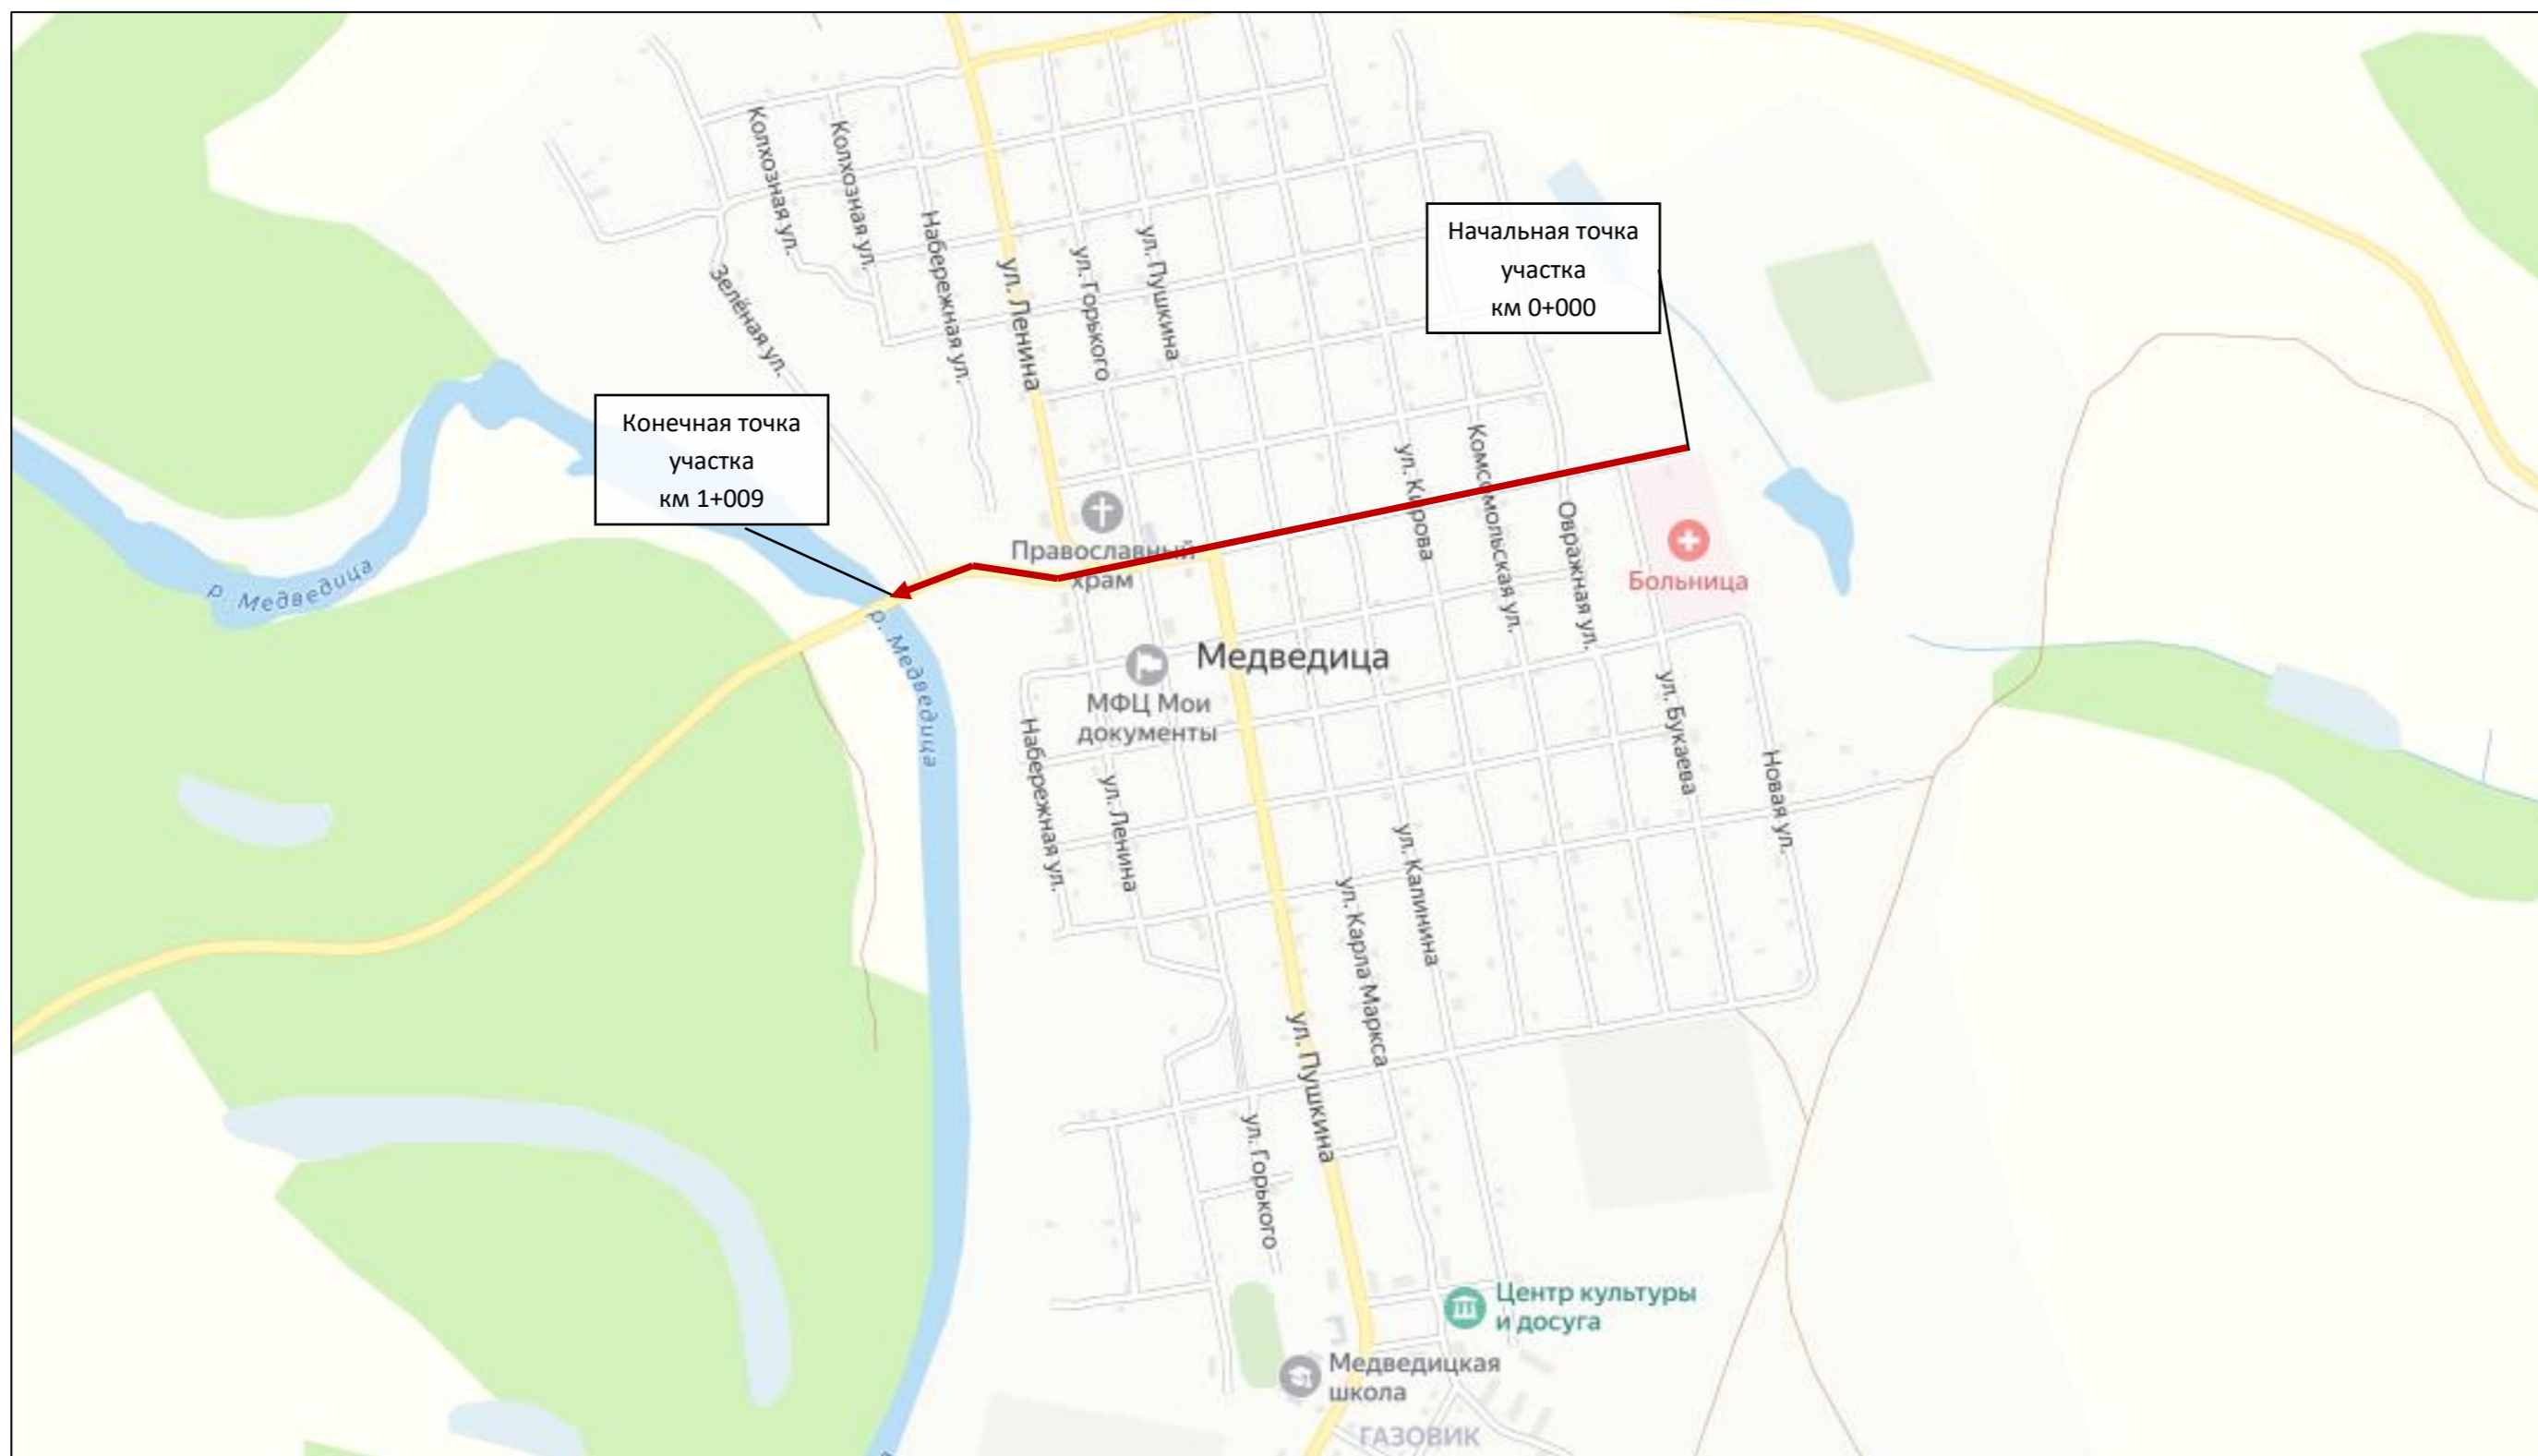 Колхозная ул.
Колхозная ул.
Набережная ул.
Зелёная ул.
ул. Ленина
ул. Горького
ул. Пушкина
Начальная точка
участка
км 0+000
Конечная точка
участка
км 1+009
ул. Кирова
Комсомольская ул.
Овражная ул.
Православный
храм
Больница
р. Медведица
р. Медведица
Медведица
МФЦ Мои
документы
Набережная ул.
ул. Ленина
ул. Букаева
Новая ул.
ул. Калинина
ул. Карла Маркса
ул. Пушкина
ул. Горького
Центр культуры
и досуга
Медведицкая
школа
ГАЗОВИК